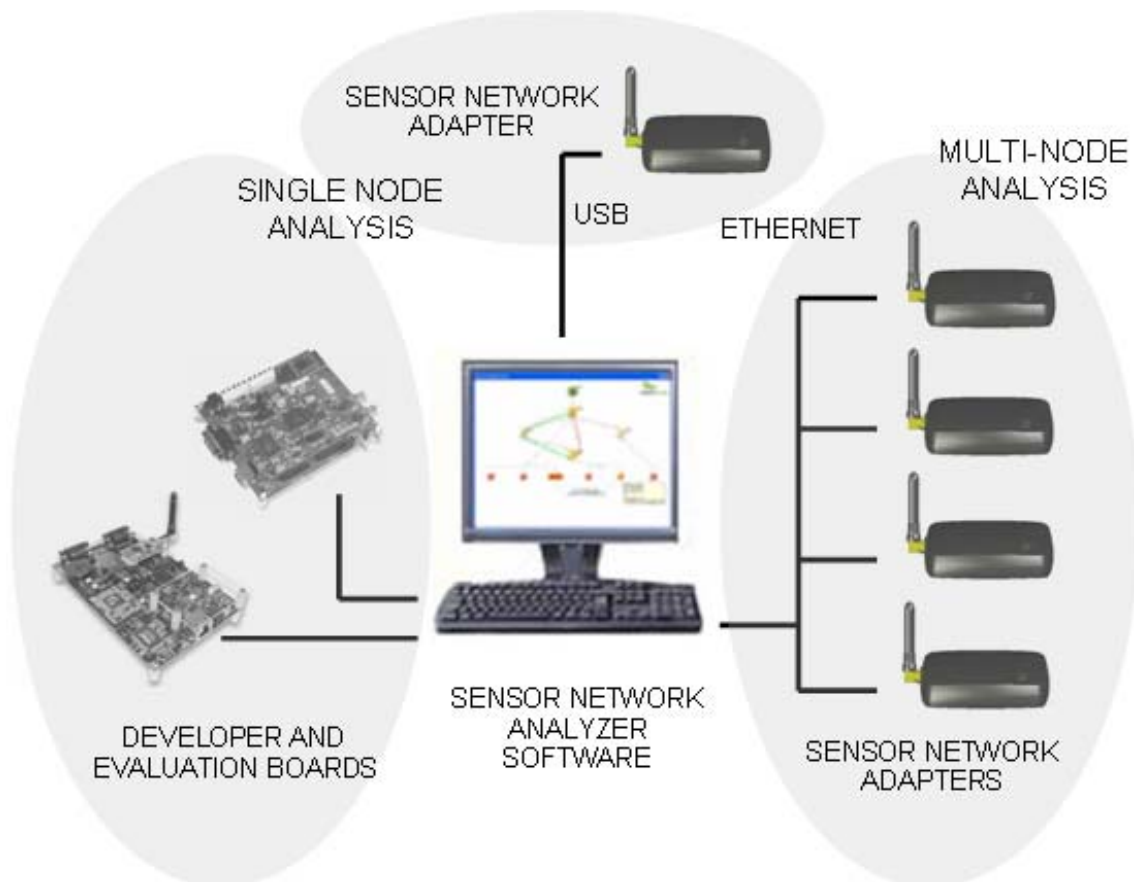 SENSOR NETWORK
ADAPTER
MULTI-NODE
ANALYSIS
SINGLE NODE
ANALYSIS
USB
ETHERNET
SENSOR NETWORK
ANALYZER
SOFTWARE
DEVELOPER AND
EVALUATION BOARDS
SENSOR NETWORK
ADAPTERS